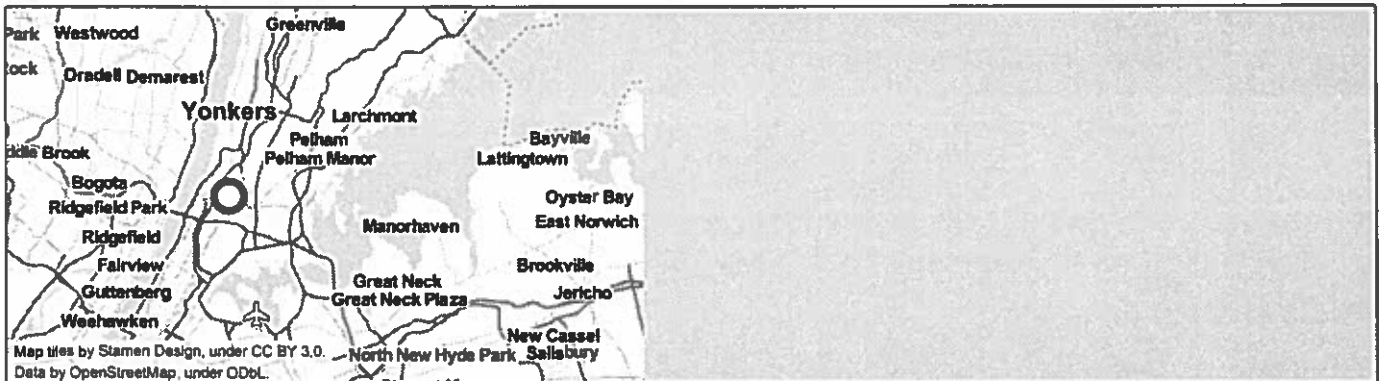 Greenville
Park Westwood
Rock
Oradell Demarest
Yonkers
Larchmont
Pelham
Bayville
ddle Brook
Pelham Manor
Lattingtown
Bogota
Oyster Bay
Ridgefield Park
East Norwich
Manorhaven
Ridgefield
Fairview
Brookville
Great Neck
Guttenberg
Jericho
Great Neck Plaza
Weehawken
New Cassel
Map tiles by Stamen Design, under CC BY 3.0.
North New Hyde Park
Salisbury
Data by OpenStreetMap, under ODbL.